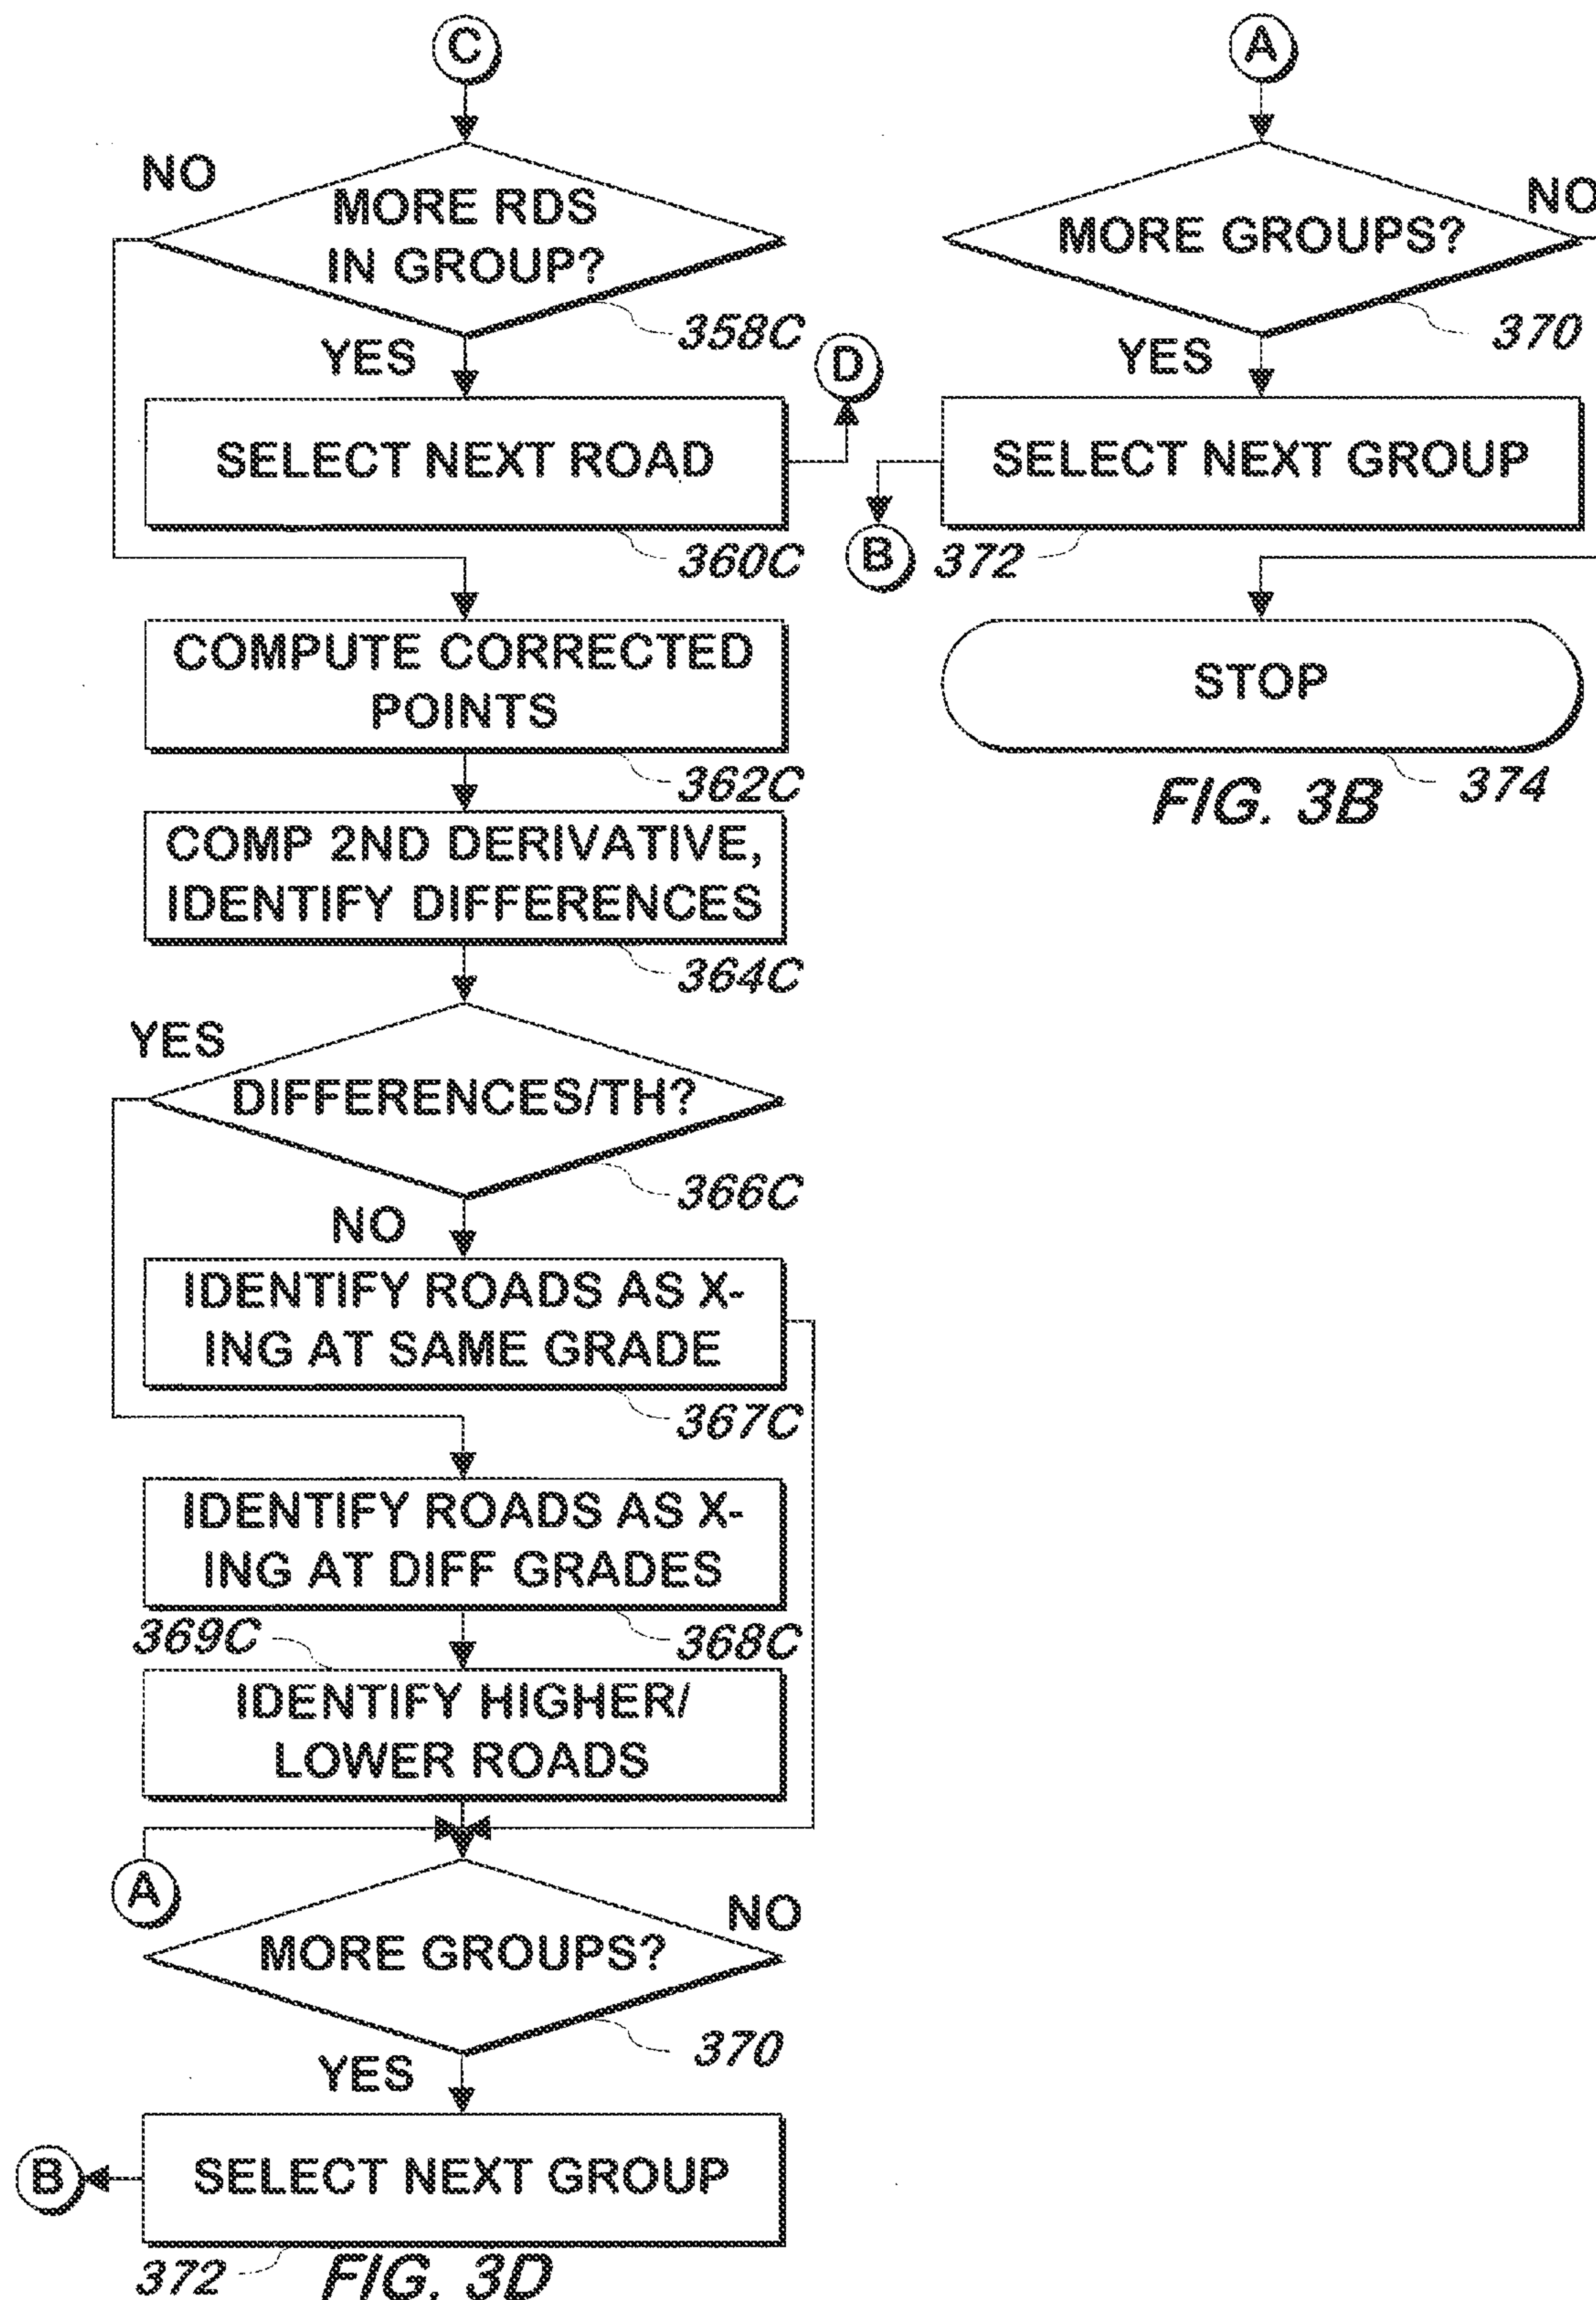 C
NO
MORE RDS
IN GROUP?
358C
YES
D
SELECT NEXT ROAD
360C
COMPUTE CORRECTED
POINTS
362C
COMP 2ND DERIVATIVE,
IDENTIFY DIFFERENCES
364C
YES
DIFFERENCES/TH?
366C
NO
IDENTIFY ROADS AS X-
ING AT SAME GRADE
367C
IDENTIFY ROADS AS X-
ING AT DIFF GRADES
369C
368C
IDENTIFY HIGHER/
LOWER ROADS
A
NO
MORE GROUPS?
370
YES
B
SELECT NEXT GROUP
372
FIG. 3D
A
NO
MORE GROUPS?
370
YES
SELECT NEXT GROUP
B
372
STOP
374
FIG. 3B